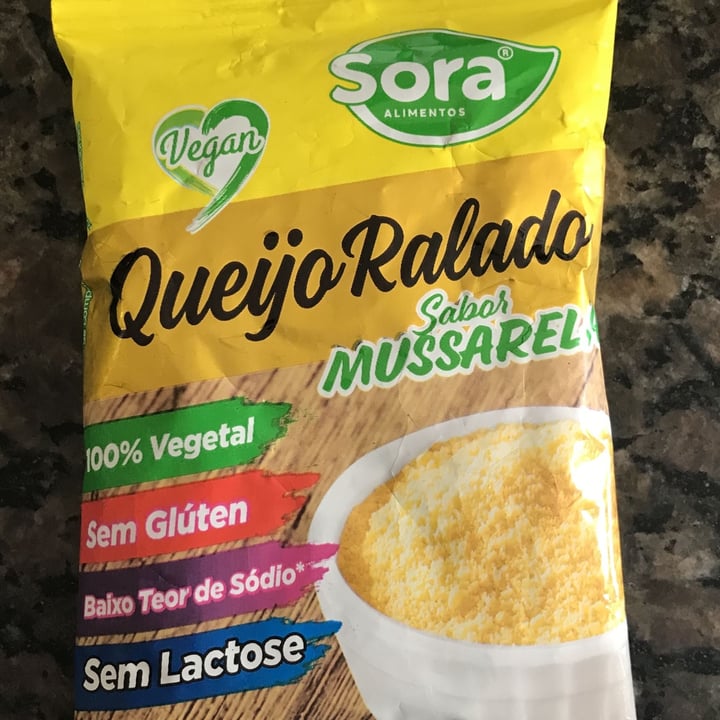 Sora®
ALIMENTOS
Vegan
Queijo Ralado
Sabor
MUSSAREL
100% Vegetal
Sem Glúten
Baixo Teor de Sódio*
Sem Lactose